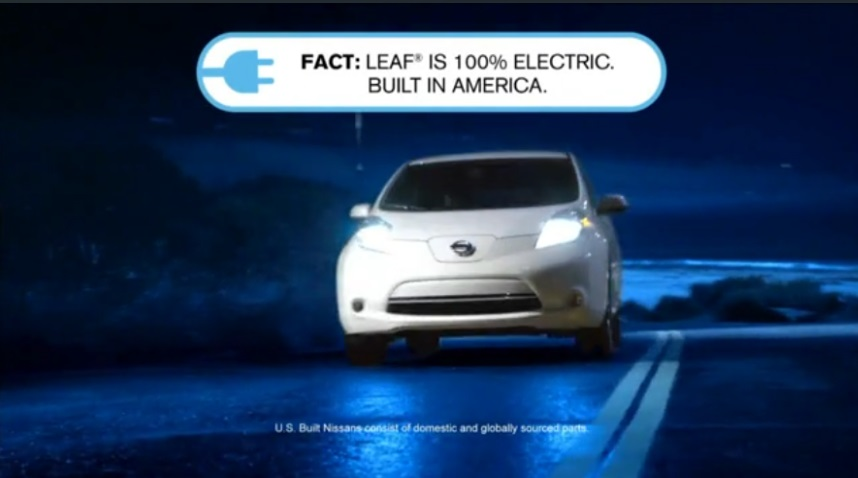 FACT: LEAF® IS 100% ELECTRIC.
BUILT IN AMERICA.
U.S. Built Nissans consist of domestic and globally sourced parts.